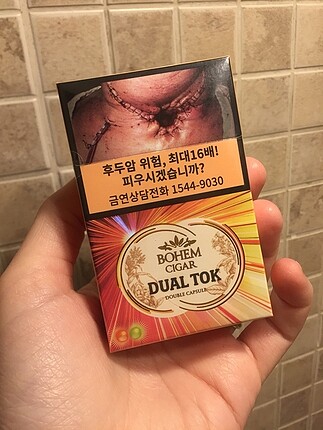 후두암 위험, 최대16배!
피우시겠습니까?
금연상담전화 1544-9030
BOHEM
CIGAR
DUAL TOK
DOUBLE CAPSULE